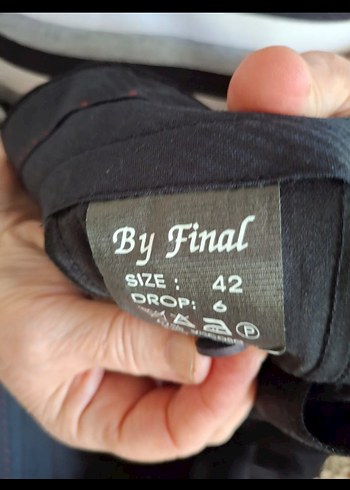 By Final
SIZE : 42
DROP: 6
P